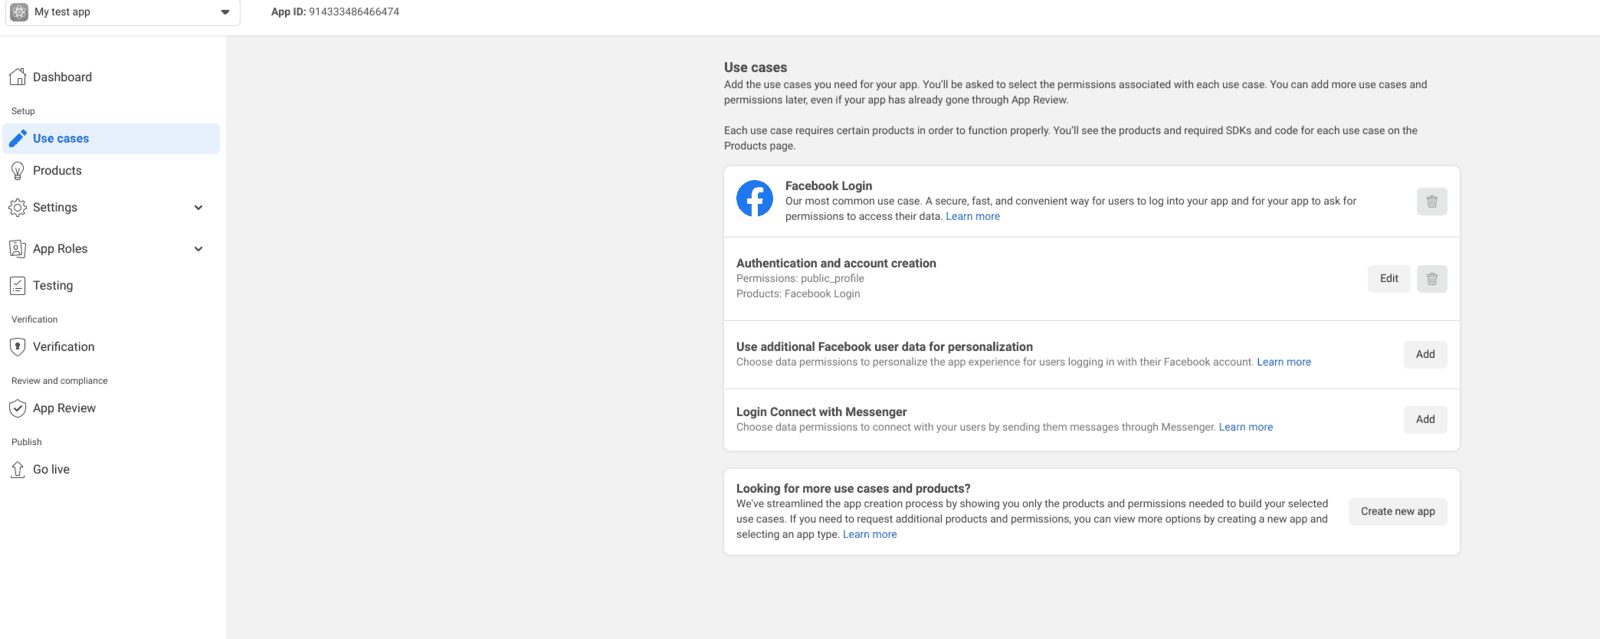 My test app
App ID: 914333486466474
Dashboard
Setup
Use cases
Products
Settings
App Roles
Testing
Verification
Verification
Review and compliance
App Review
Publish
Go live
Use cases
Add the use cases you need for your app. You'll be asked to select the permissions associated with each use case. You can add more use cases and
permissions later, even if your app has already gone through App Review.
Each use case requires certain products in order to function properly. You'll see the products and required SDKs and code for each use case on the
Products page.
Facebook Login
Our most common use case. A secure, fast, and convenient way for users to log into your app and for your app to ask for
permissions to access their data. Learn more
Authentication and account creation
Permissions: public_profile
Products: Facebook Login
Edit
Use additional Facebook user data for personalization
Choose data permissions to personalize the app experience for users logging in with their Facebook account. Learn more
Add
Login Connect with Messenger
Choose data permissions to connect with your users by sending them messages through Messenger. Learn more
Add
Looking for more use cases and products?
We've streamlined the app creation process by showing you only the products and permissions needed to build your selected
use cases. If you need to request additional products and permissions, you can view more options by creating a new app and
selecting an app type. Learn more
Create new app